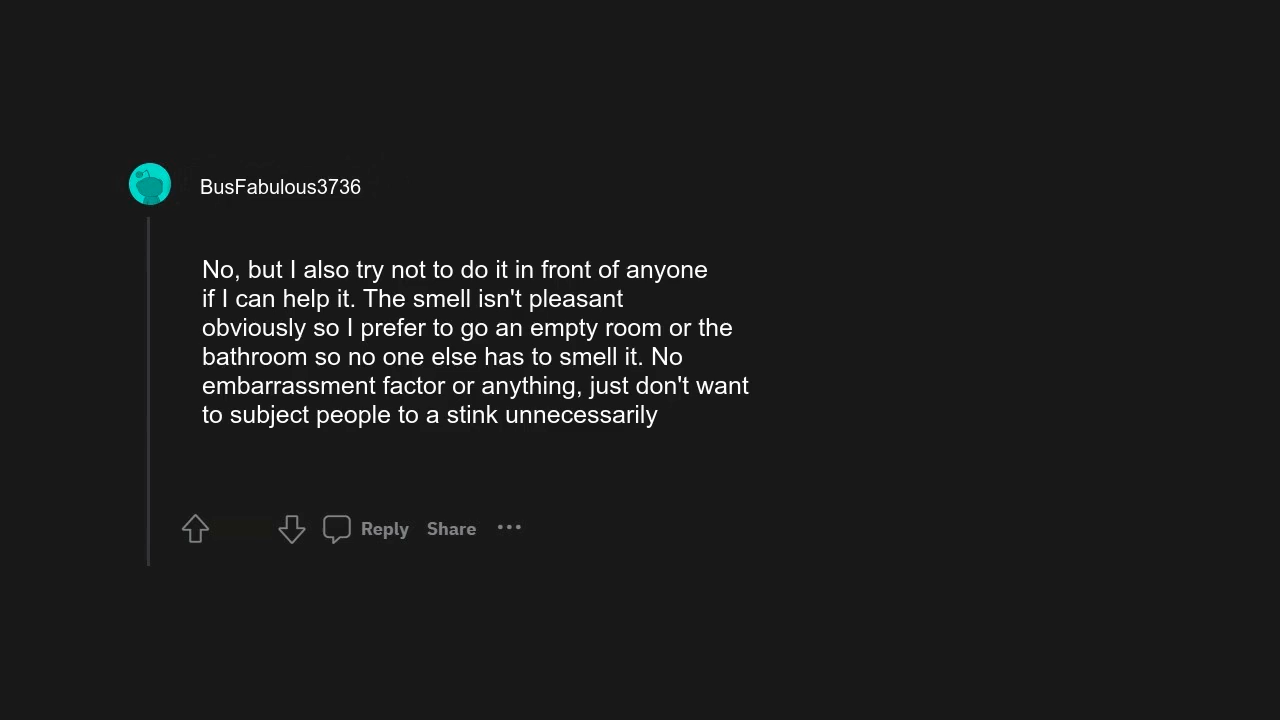 BusFabulous3736
No, but I also try not to do it in front of anyone
if I can help it. The smell isn't pleasant
obviously so I prefer to go an empty room or the
bathroom so no one else has to smell it. No
embarrassment factor or anything, just don't want
to subject people to a stink unnecessarily
Reply Share